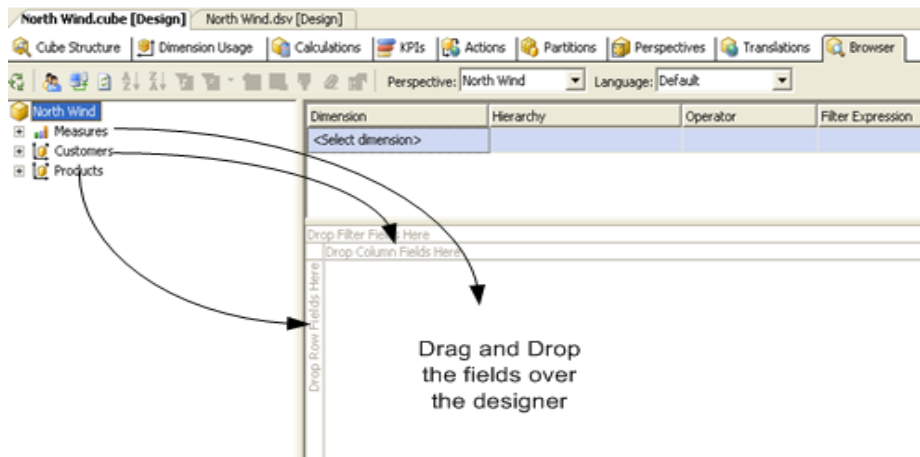 North Wind.cube [Design] North Wind.dsv [Design]
Cube Structure Dimension Usage Calculations KPIs Actions Partitions Perspectives Translations Browser
Perspective: North Wind Language: Default
North Wind
Measures
Customers
Products
Dimension Hierarchy Operator Filter Expression
<Select dimension>
Drop Filter Fields Here
Drop Column Fields Here
Drop Row Fields Here
Drag and Drop
the fields over
the designer